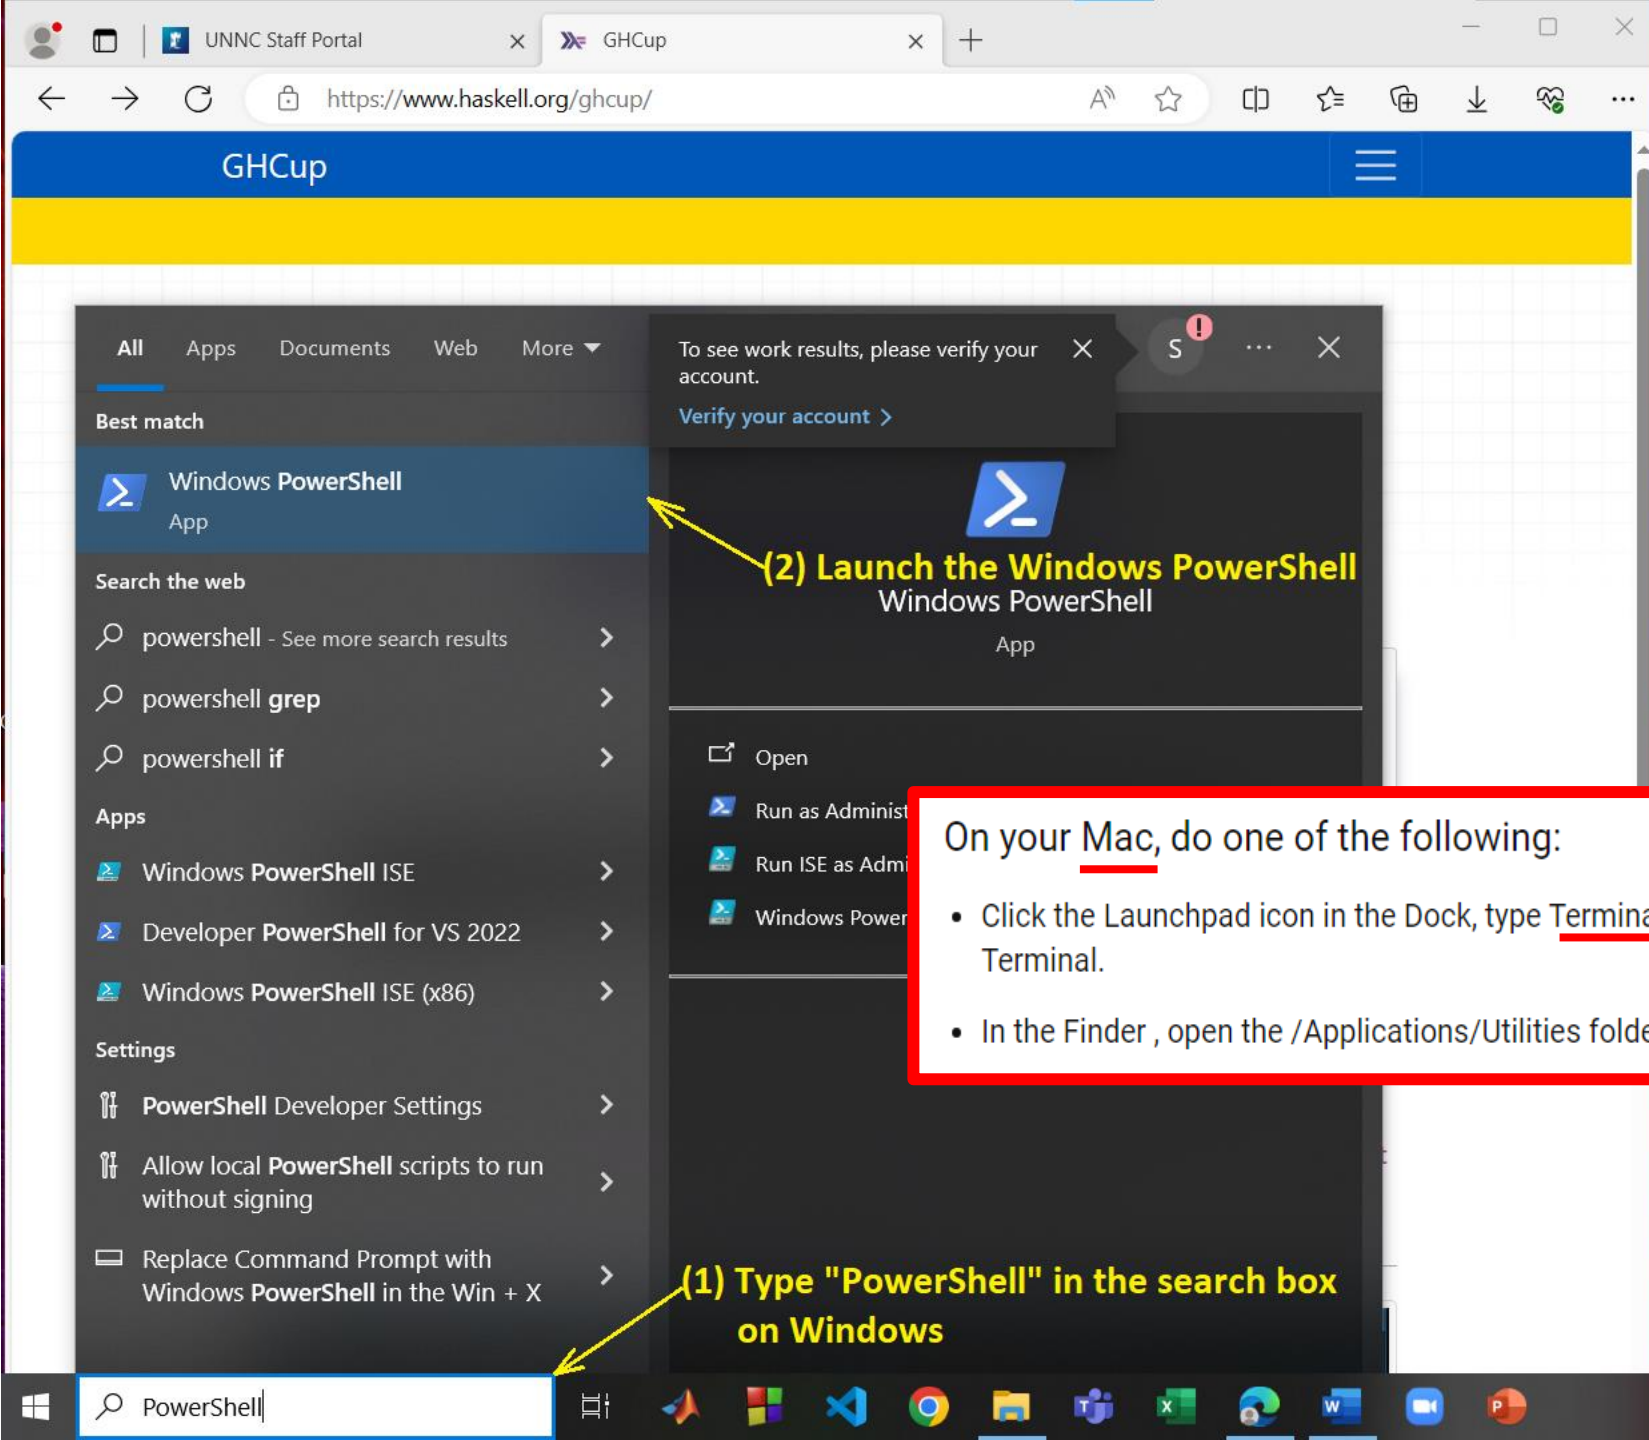 UNNC Staff Portal
GHCup
https://www.haskell.org/ghcup/
GHCup
All Apps Documents Web More
To see work results, please verify your
account.
Verify your account >
S
Best match
Windows PowerShell
App
(2) Launch the Windows PowerShell
Windows PowerShell
App
Search the web
powershell - See more search results
powershell grep
powershell if
Apps
Windows PowerShell ISE
Developer PowerShell for VS 2022
Windows PowerShell ISE (x86)
Settings
PowerShell Developer Settings
Allow local PowerShell scripts to run
without signing
Replace Command Prompt with
Windows PowerShell in the Win + X
Open
Run as Administ
Run ISE as Admi
Windows Power
On your Mac, do one of the following:
• Click the Launchpad icon in the Dock, type Termina
Terminal.
• In the Finder , open the /Applications/Utilities folde
(1) Type "PowerShell" in the search box
on Windows
PowerShell